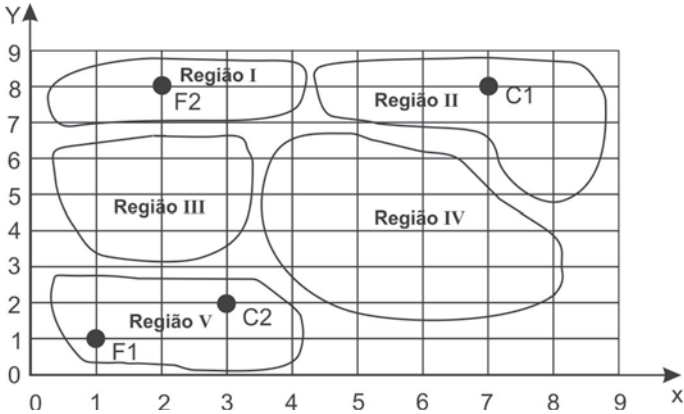 Y
9
Região I
8
F2
Região II
C1
7
6
5
Região III
Região IV
4
3
2
Região V
C2
1
F1
0
0 1 2 3 4 5 6 7 8 9
x